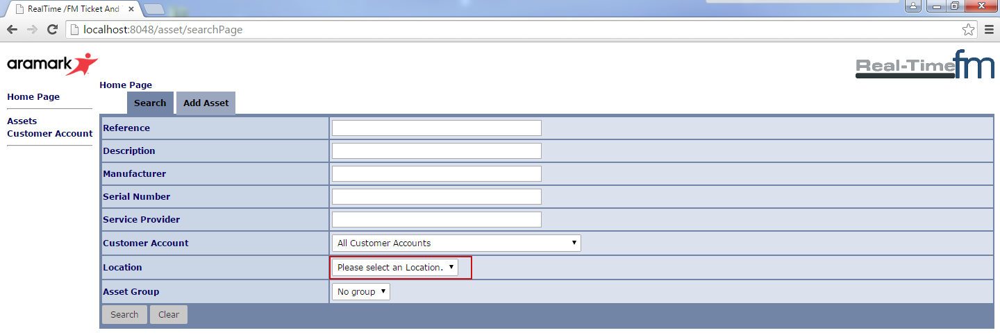 RealTime /FM Ticket And
localhost:8048/asset/searchPage
aramark
Real-Timefm
Home Page
Home Page
Assets
Customer Account
Search Add Asset
Reference
Description
Manufacturer
Serial Number
Service Provider
Customer Account All Customer Accounts
Location Please select an Location.
Asset Group No group
Search Clear